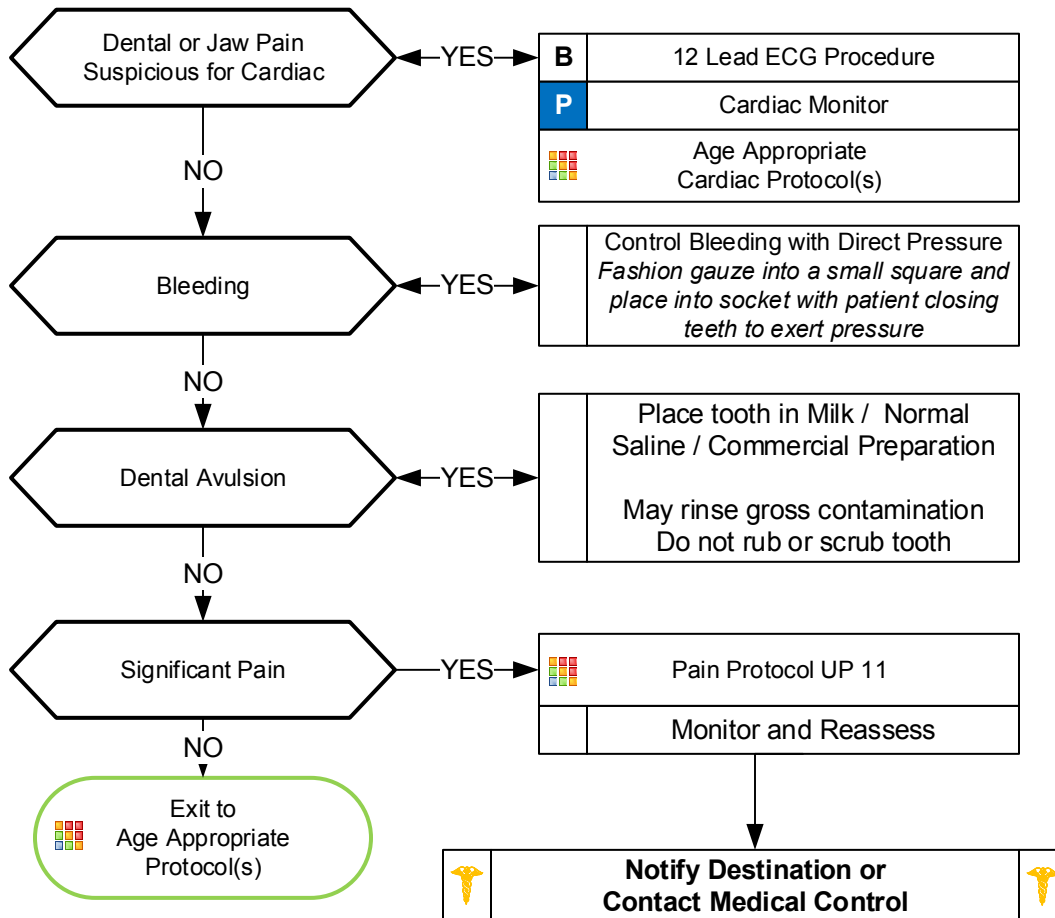 Dental or Jaw Pain
Suspicious for Cardiac
YES
B
12 Lead ECG Procedure
P
Cardiac Monitor
Age Appropriate
Cardiac Protocol(s)
NO
Bleeding
YES
Control Bleeding with Direct Pressure
Fashion gauze into a small square and
place into socket with patient closing
teeth to exert pressure
NO
Dental Avulsion
YES
Place tooth in Milk / Normal
Saline / Commercial Preparation
May rinse gross contamination
Do not rub or scrub tooth
NO
Significant Pain
YES
Pain Protocol UP 11
Monitor and Reassess
NO
Exit to
Age Appropriate
Protocol(s)
Notify Destination or
Contact Medical Control